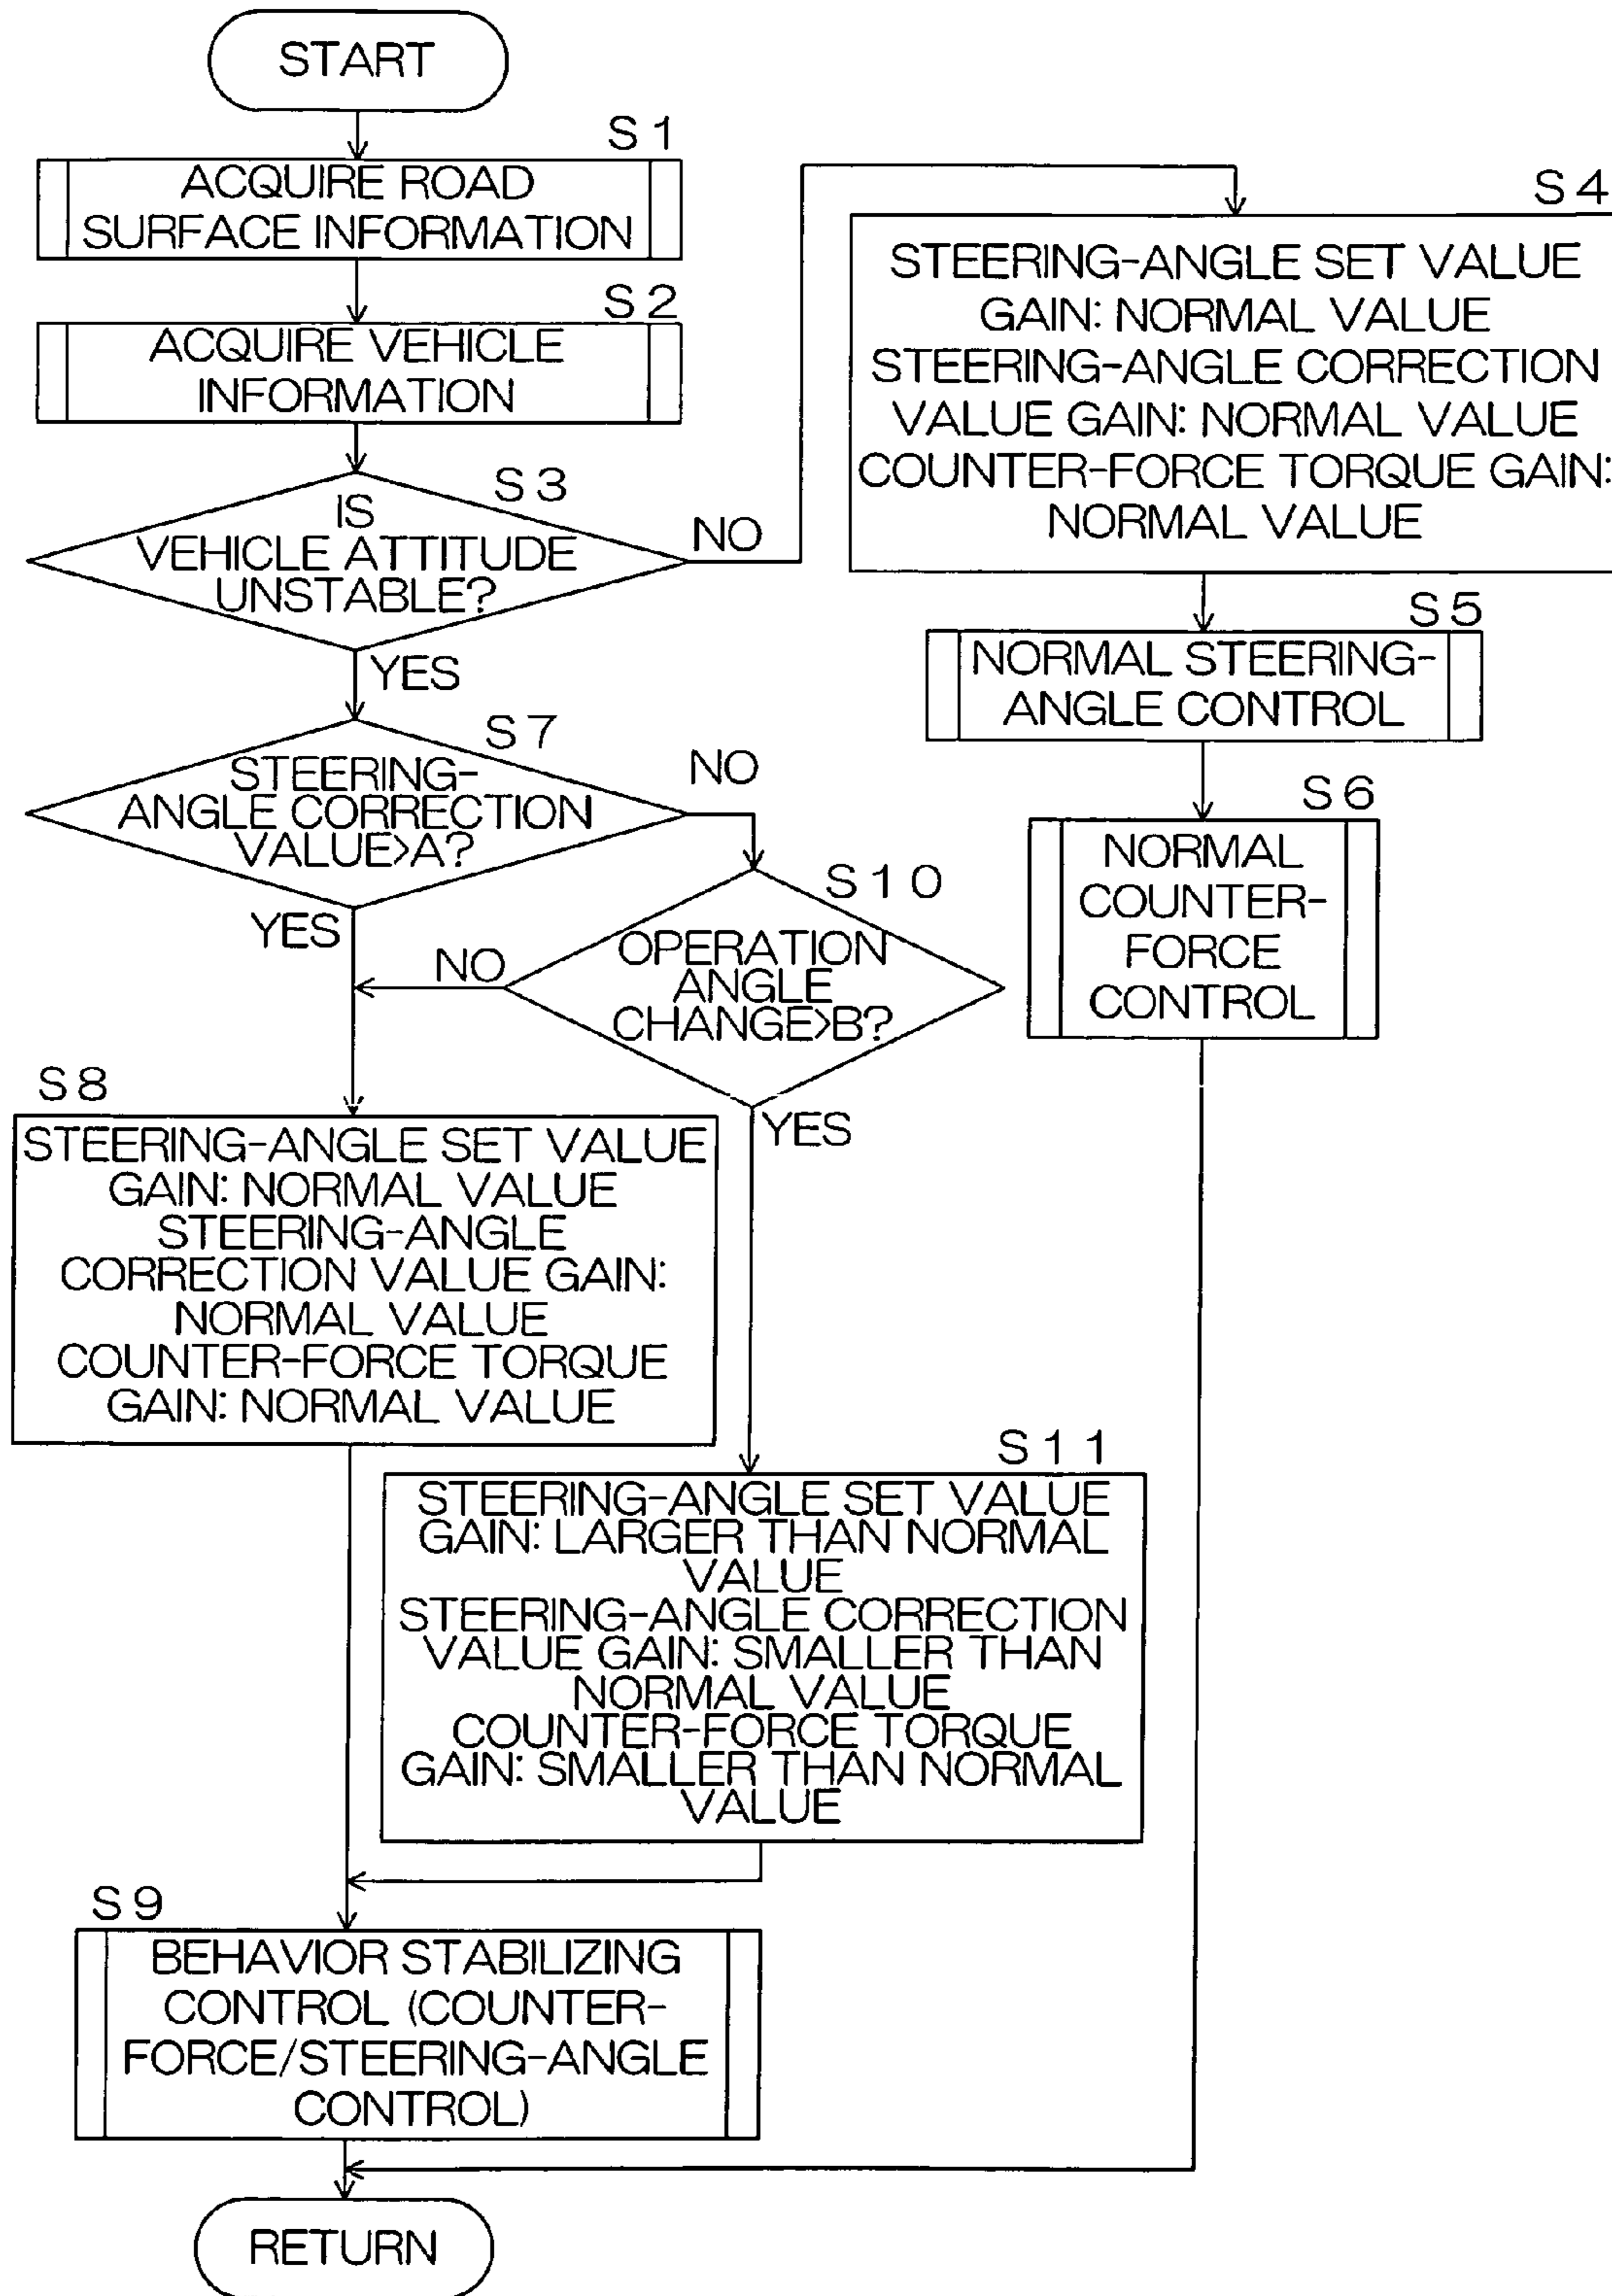 START
S1
ACQUIRE ROAD
SURFACE INFORMATION
S2
ACQUIRE VEHICLE
INFORMATION
S3
IS
VEHICLE ATTITUDE
UNSTABLE?
NO
YES
S4
STEERING-ANGLE SET VALUE
GAIN: NORMAL VALUE
STEERING-ANGLE CORRECTION
VALUE GAIN: NORMAL VALUE
COUNTER-FORCE TORQUE GAIN:
NORMAL VALUE
S5
NORMAL STEERING-
ANGLE CONTROL
S6
NORMAL
COUNTER-
FORCE
CONTROL
S7
STEERING-
ANGLE CORRECTION
VALUE>A?
NO
YES
S10
OPERATION
ANGLE
CHANGE>B?
NO
YES
S8
STEERING-ANGLE SET VALUE
GAIN: NORMAL VALUE
STEERING-ANGLE
CORRECTION VALUE GAIN:
NORMAL VALUE
COUNTER-FORCE TORQUE
GAIN: NORMAL VALUE
S11
STEERING-ANGLE SET VALUE
GAIN: LARGER THAN NORMAL
VALUE
STEERING-ANGLE CORRECTION
VALUE GAIN: SMALLER THAN
NORMAL VALUE
COUNTER-FORCE TORQUE
GAIN: SMALLER THAN NORMAL
VALUE
S9
BEHAVIOR STABILIZING
CONTROL (COUNTER-
FORCE/STEERING-ANGLE
CONTROL)
RETURN